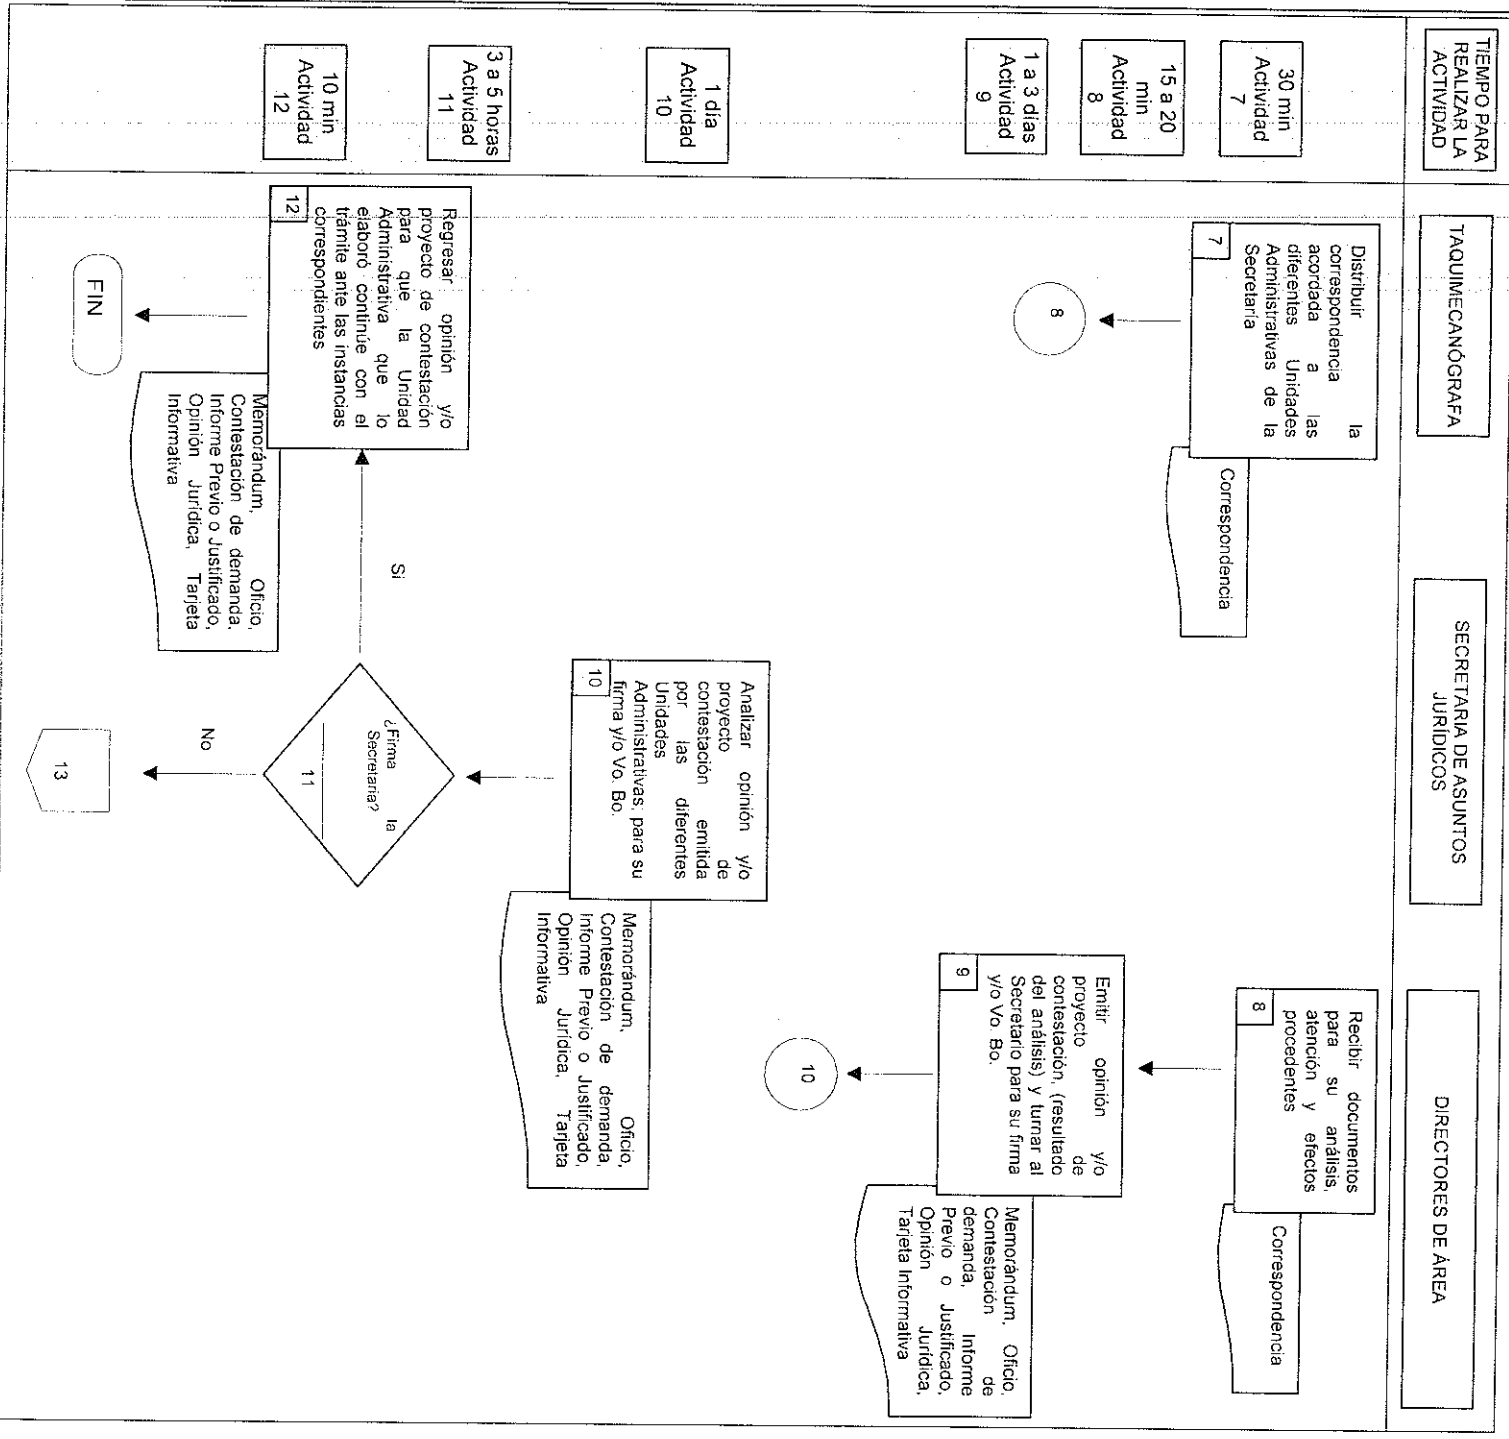 TIEMPO PARA
REALIZAR LA
ACTIVIDAD
TAQUIMECANÓGRAFA
SECRETARIA DE ASUNTOS
JURÍDICOS
DIRECTORES DE ÁREA
30 min
Actividad
7
Distribuir la
correspondencia
acordada a las
diferentes Unidades
Administrativas de la
Secretaría
7
Correspondencia
8
Recibir documentos
para su análisis,
atención y efectos
procedentes
8
Correspondencia
15 a 20
min
Actividad
8
1 a 3 días
Actividad
9
Emitir opinión y/o
proyecto de
contestación, (resultado
del análisis) y turnar al
Secretario para su firma
y/o Vo. Bo.
9
Memorándum, Oficio,
Contestación de
demanda, Informe
Previo o Justificado,
Opinión Jurídica,
Tarjeta Informativa
10
1 día
Actividad
10
Analizar opinión y/o
proyecto de
contestación emitida
por las diferentes
Unidades
Administrativas; para su
firma y/o Vo. Bo.
10
Memorándum, Oficio,
Contestación de demanda,
Informe Previo o Justificado,
Opinión Jurídica, Tarjeta
Informativa
3 a 5 horas
Actividad
11
¿Firma la
Secretaria?
11
Si
No
13
10 min
Actividad
12
Regresar opinión y/o
proyecto de contestación
para que la Unidad
Administrativa que lo
elaboró continúe con el
trámite ante las instancias
correspondientes
12
Memorándum, Oficio,
Contestación de demanda,
Informe Previo o Justificado,
Opinión Jurídica, Tarjeta
Informativa
FIN